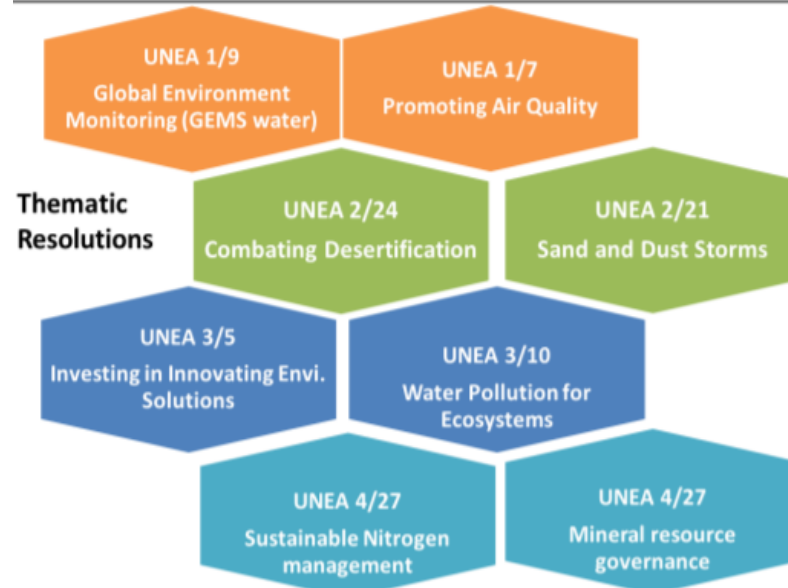 UNEA 1/9
Global Environment
Monitoring (GEMS water)
UNEA 1/7
Promoting Air Quality
Thematic
Resolutions
UNEA 2/24
Combating Desertification
UNEA 2/21
Sand and Dust Storms
UNEA 3/5
Investing in Innovating Envi.
Solutions
UNEA 3/10
Water Pollution for
Ecosystems
UNEA 4/27
Sustainable Nitrogen
management
UNEA 4/27
Mineral resource
governance